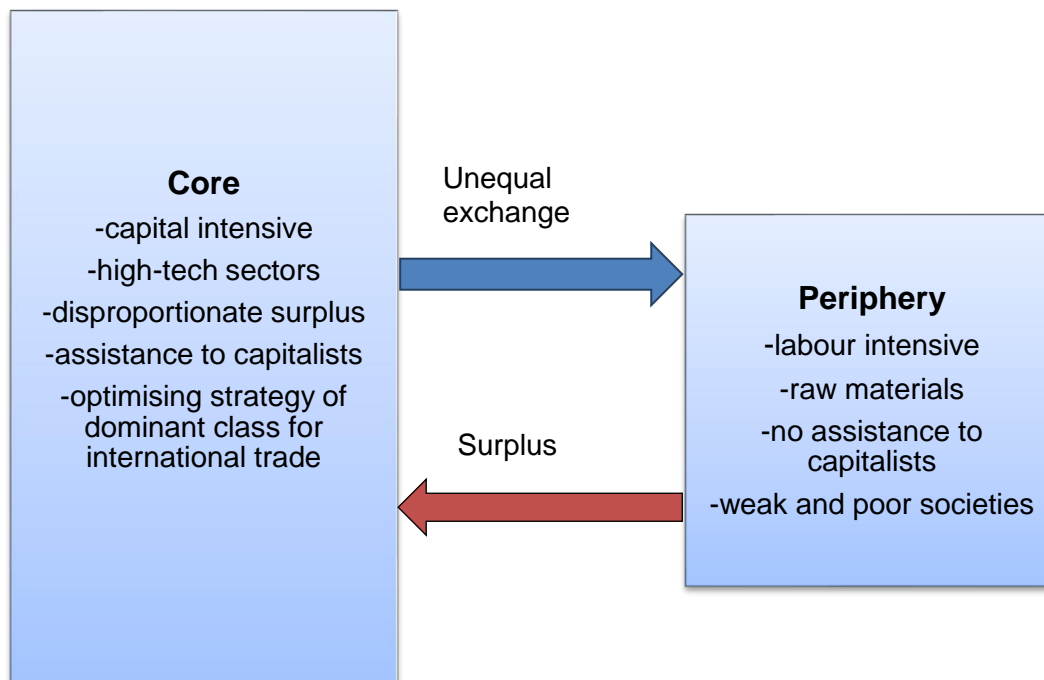 Core
-capital intensive
-high-tech sectors
-disproportionate surplus
-assistance to capitalists
-optimising strategy of
dominant class for
international trade
Unequal
exchange
Surplus
Periphery
-labour intensive
-raw materials
-no assistance to
capitalists
-weak and poor societies